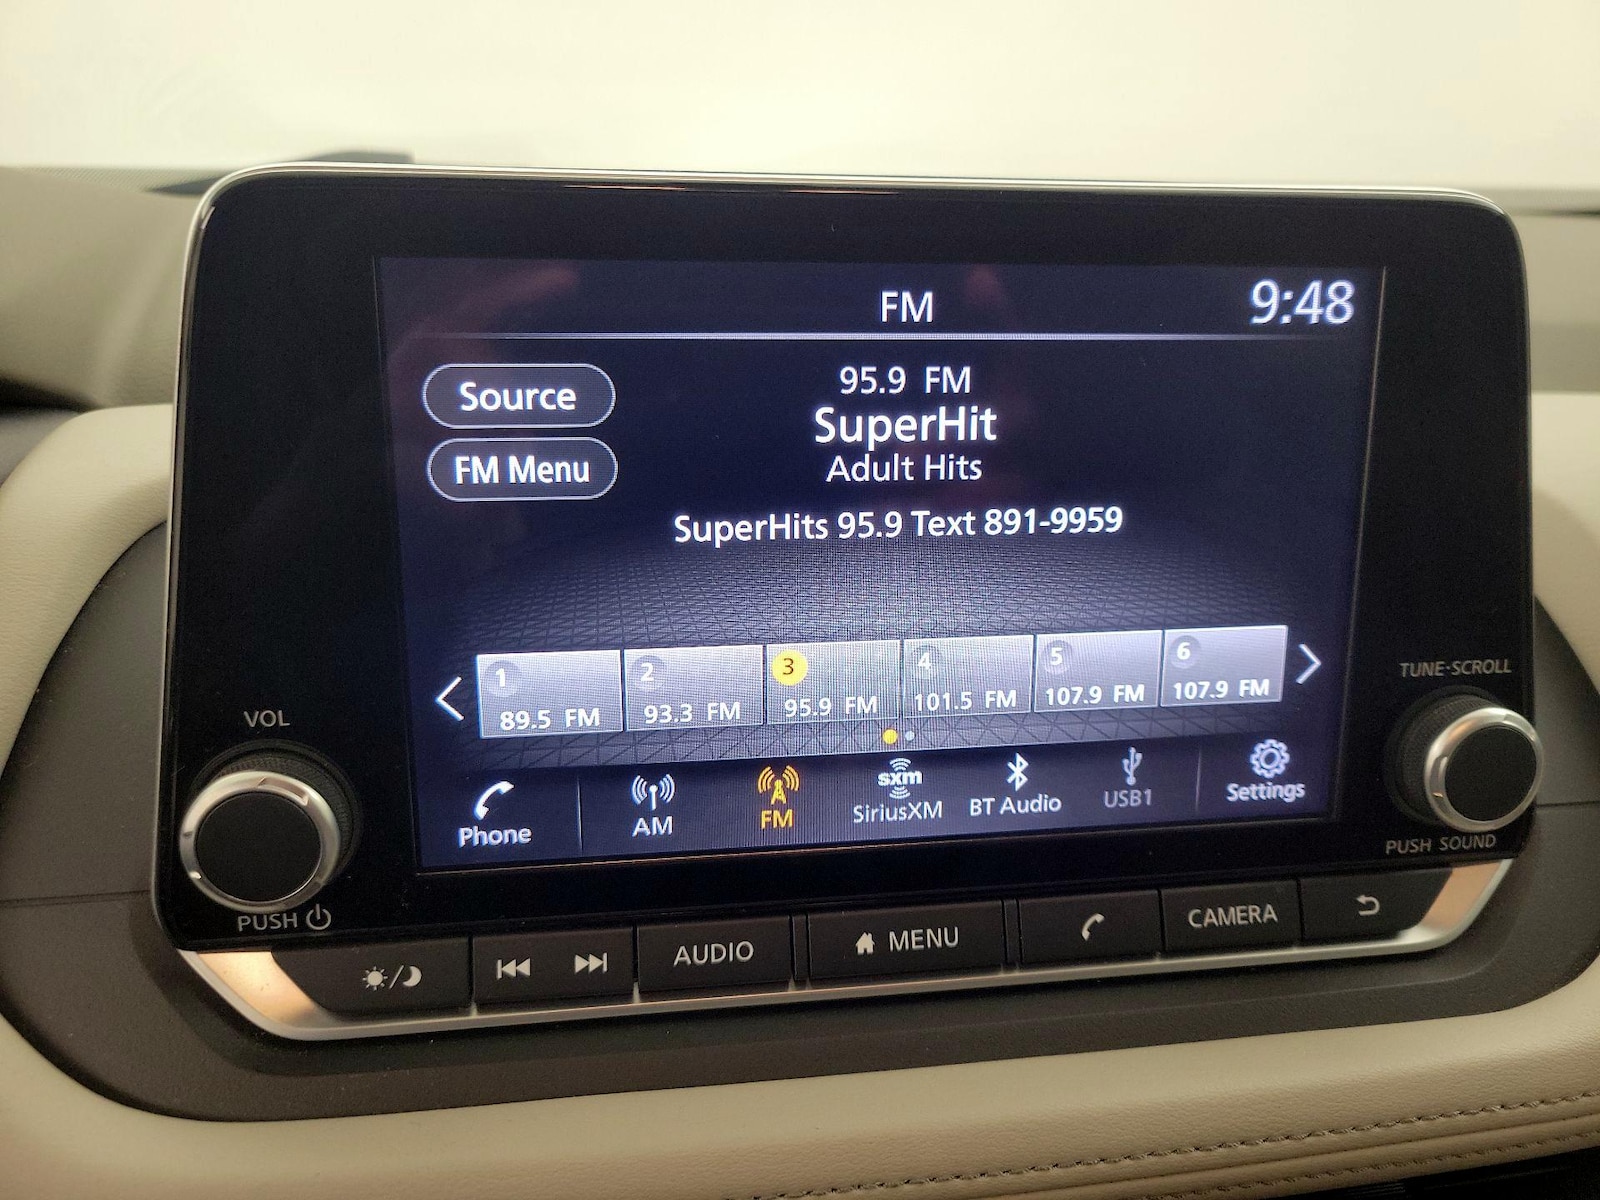 FM
9:48
Source
95.9 FM
SuperHit
FM Menu
Adult Hits
SuperHits 95.9 Text 891-9959
1
89.5 FM
2
93.3 FM
3
95.9 FM
4
101.5 FM
5
107.9 FM
6
107.9 FM
VOL
TUNE·SCROLL
Phone
AM
FM
sxm
SiriusXM
BT Audio
USB1
Settings
PUSH
PUSH SOUND
AUDIO
MENU
CAMERA